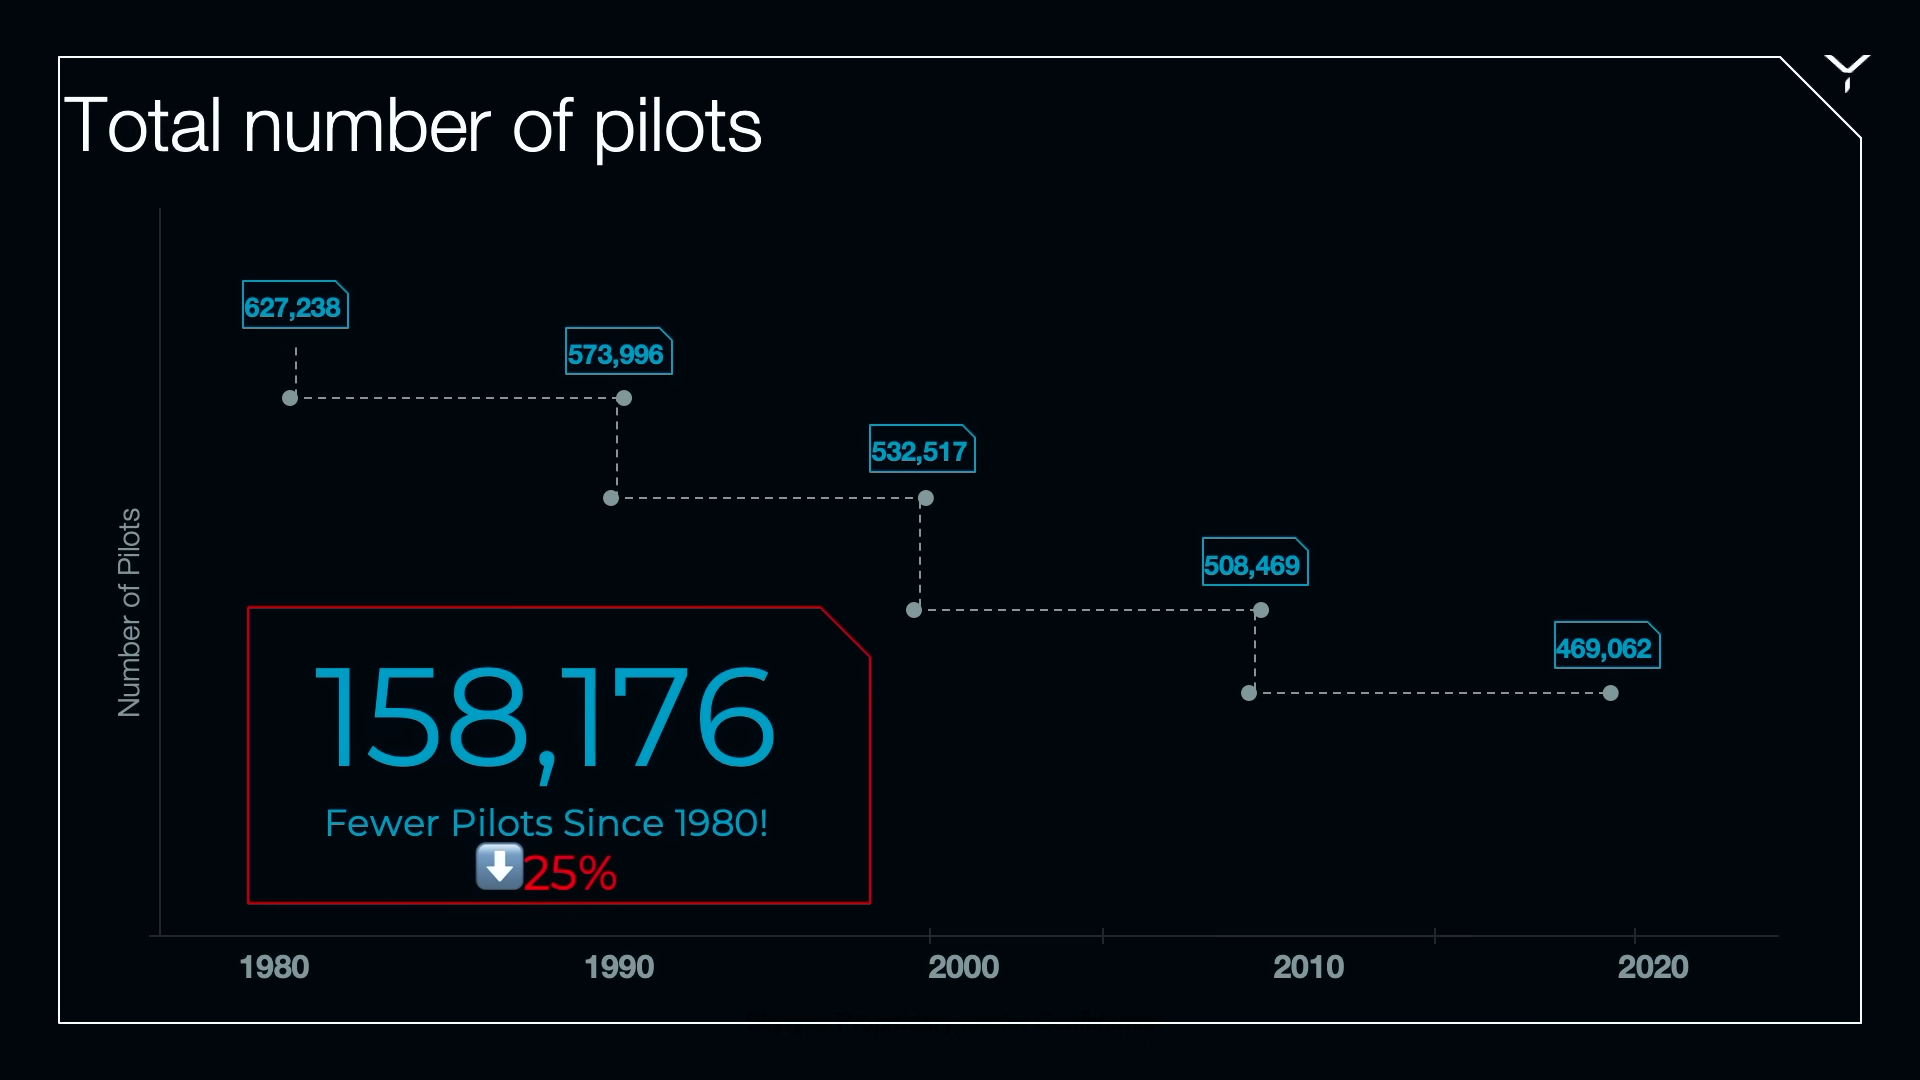 Total number of pilots
627,238
573,996
532,517
508,469
469,062
Number of Pilots
158,176
Fewer Pilots Since 1980!
⬇25%
1980 1990 2000 2010 2020